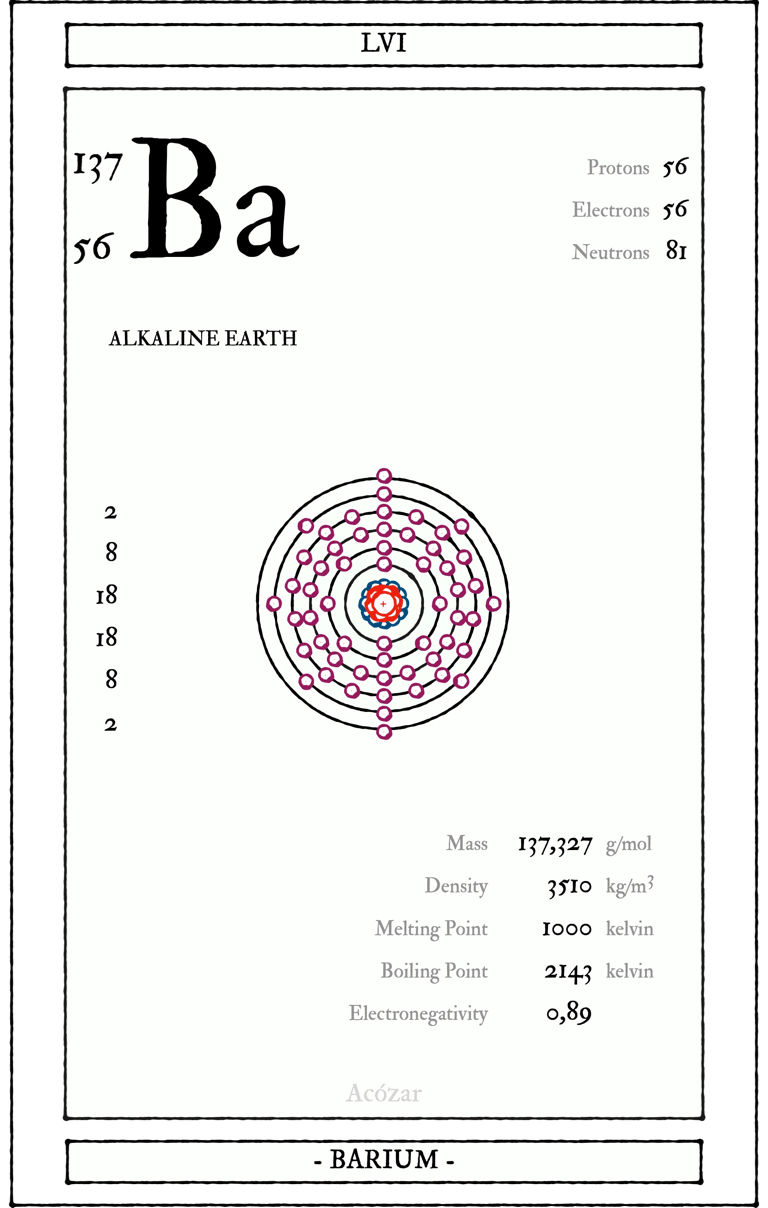 LVI
137
56
Ba
Protons 56
Electrons 56
Neutrons 81
ALKALINE EARTH
2
8
18
18
8
2
+
Mass 137,327 g/mol
Density 3510 kg/m³
Melting Point 1000 kelvin
Boiling Point 2143 kelvin
Electronegativity 0,89
Acózar
- BARIUM -